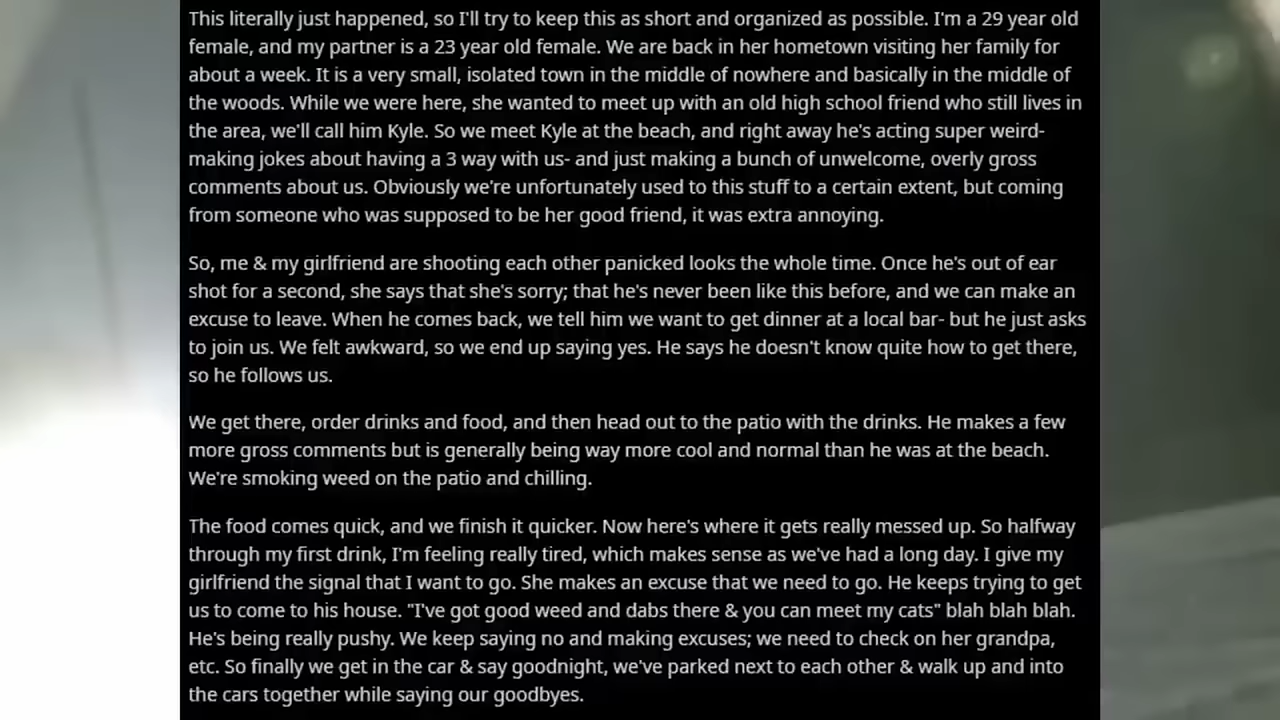 This literally just happened, so I'll try to keep this as short and organized as possible. I'm a 29 year old
female, and my partner is a 23 year old female. We are back in her hometown visiting her family for
about a week. It is a very small, isolated town in the middle of nowhere and basically in the middle of
the woods. While we were here, she wanted to meet up with an old high school friend who still lives in
the area, we'll call him Kyle. So we meet Kyle at the beach, and right away he's acting super weird-
making jokes about having a 3 way with us- and just making a bunch of unwelcome, overly gross
comments about us. Obviously we're unfortunately used to this stuff to a certain extent, but coming
from someone who was supposed to be her good friend, it was extra annoying.
So, me & my girlfriend are shooting each other panicked looks the whole time. Once he's out of ear
shot for a second, she says that she's sorry; that he's never been like this before, and we can make an
excuse to leave. When he comes back, we tell him we want to get dinner at a local bar- but he just asks
to join us. We felt awkward, so we end up saying yes. He says he doesn't know quite how to get there,
so he follows us.
We get there, order drinks and food, and then head out to the patio with the drinks. He makes a few
more gross comments but is generally being way more cool and normal than he was at the beach.
We're smoking weed on the patio and chilling.
The food comes quick, and we finish it quicker. Now here's where it gets really messed up. So halfway
through my first drink, I'm feeling really tired, which makes sense as we've had a long day. I give my
girlfriend the signal that I want to go. She makes an excuse that we need to go. He keeps trying to get
us to come to his house. "I've got good weed and dabs there & you can meet my cats" blah blah blah.
He's being really pushy. We keep saying no and making excuses; we need to check on her grandpa,
etc. So finally we get in the car & say goodnight, we've parked next to each other & walk up and into
the cars together while saying our goodbyes.